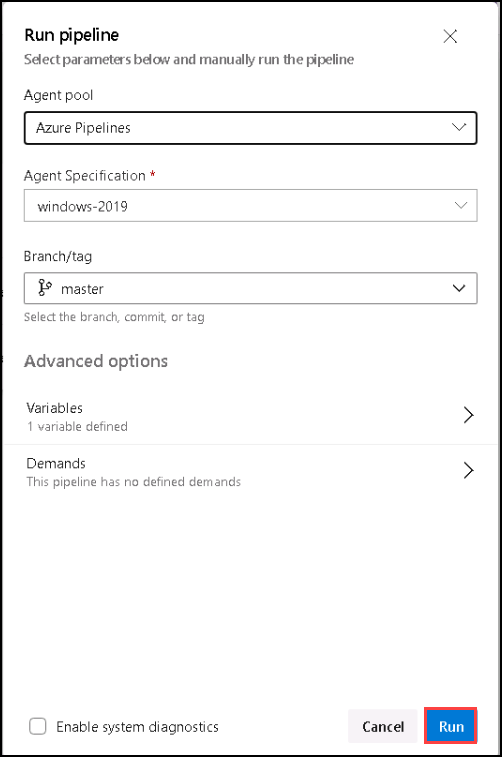 Run pipeline
Select parameters below and manually run the pipeline
Agent pool
Azure Pipelines
Agent Specification *
windows-2019
Branch/tag
master
Select the branch, commit, or tag
Advanced options
Variables
1 variable defined
Demands
This pipeline has no defined demands
Enable system diagnostics
Cancel
Run